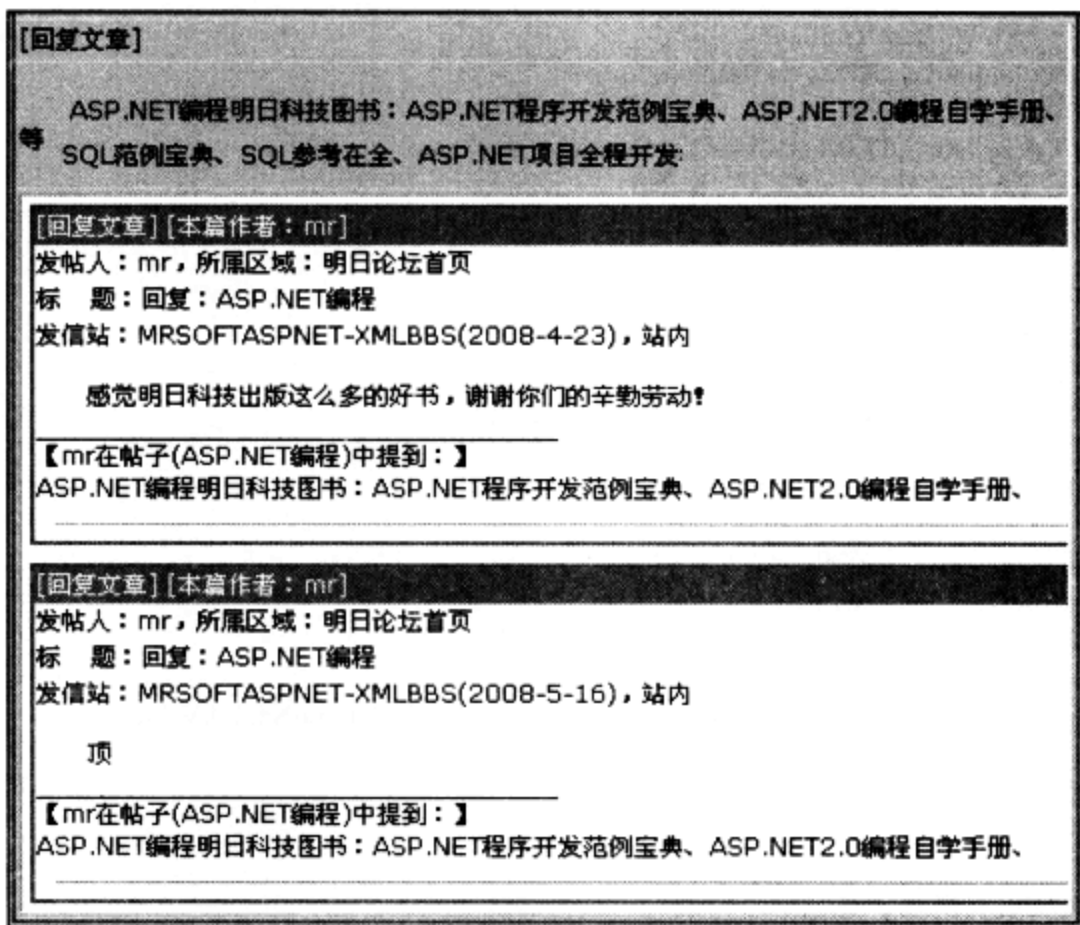 [回复文章]
ASP.NET编程明日科技图书：ASP.NET程序开发范例宝典、ASP.NET2.0编程自学手册、
等 SQL范例宝典、SQL参考在全、ASP.NET项目全程开发
[回复文章] [本篇作者：mr]
发帖人：mr，所属区域：明日论坛首页
标 题：回复：ASP.NET编程
发信站：MRSOFTASPNET-XMLBBS(2008-4-23)，站内
感觉明日科技出版这么多的好书，谢谢你们的辛勤劳动！
【mr在帖子(ASP.NET编程)中提到：】
ASP.NET编程明日科技图书：ASP.NET程序开发范例宝典、ASP.NET2.0编程自学手册、
[回复文章] [本篇作者：mr]
发帖人：mr，所属区域：明日论坛首页
标 题：回复：ASP.NET编程
发信站：MRSOFTASPNET-XMLBBS(2008-5-16)，站内
顶
【mr在帖子(ASP.NET编程)中提到：】
ASP.NET编程明日科技图书：ASP.NET程序开发范例宝典、ASP.NET2.0编程自学手册、